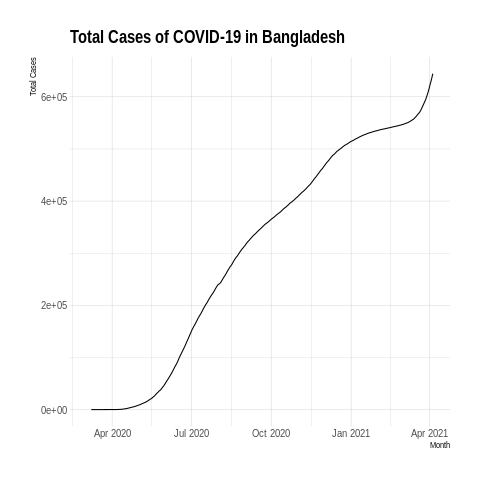 Total Cases of COVID-19 in Bangladesh
Total Cases
6e+05
4e+05
2e+05
0e+00
Apr 2020 Jul 2020 Oct 2020 Jan 2021 Apr 2021
Month